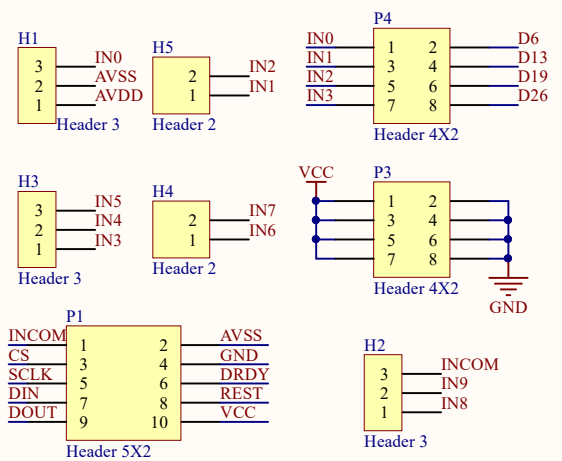 H1
3 IN0
2 AVSS
1 AVDD
Header 3
H5
2 IN2
1 IN1
Header 2
P4
IN0 1 2 D6
IN1 3 4 D13
IN2 5 6 D19
IN3 7 8 D26
Header 4X2
H3
3 IN5
2 IN4
1 IN3
Header 3
H4
2 IN7
1 IN6
Header 2
VCC
P3
1 2
3 4
5 6
7 8
Header 4X2
GND
P1
INCOM 1 2 AVSS
CS 3 4 GND
SCLK 5 6 DRDY
DIN 7 8 REST
DOUT 9 10 VCC
Header 5X2
H2
3 INCOM
2 IN9
1 IN8
Header 3